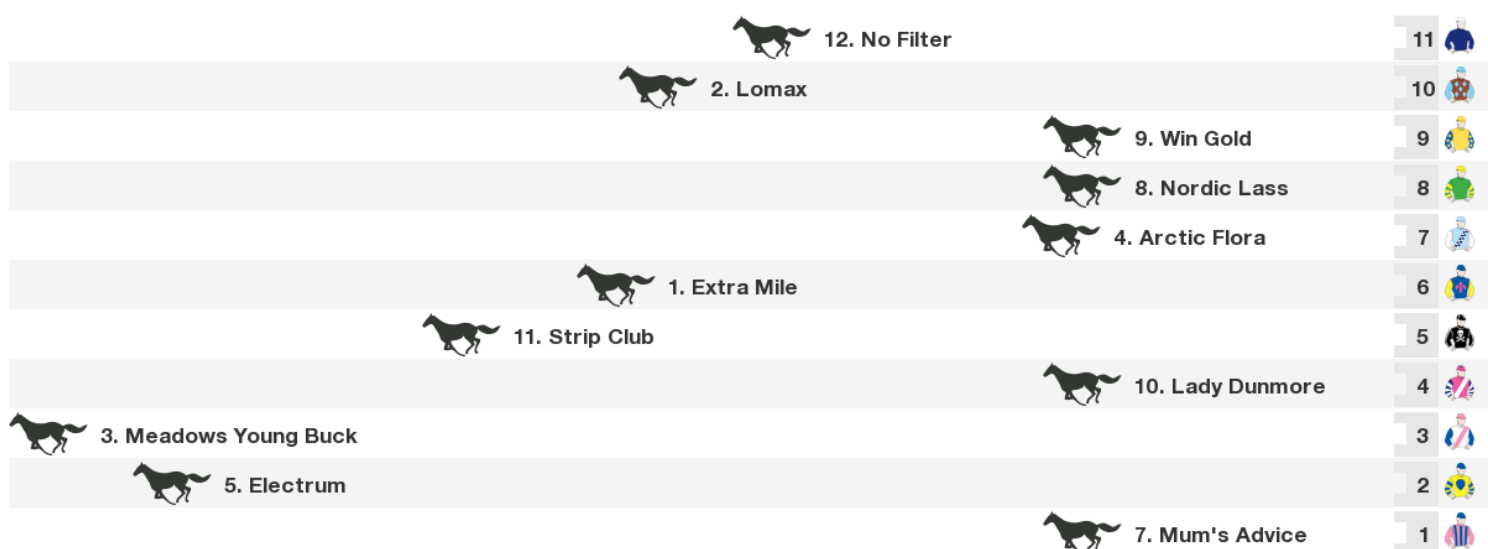 12. No Filter 11
2. Lomax 10
9. Win Gold 9
8. Nordic Lass 8
4. Arctic Flora 7
1. Extra Mile 6
11. Strip Club 5
10. Lady Dunmore 4
3. Meadows Young Buck 3
5. Electrum 2
7. Mum's Advice 1